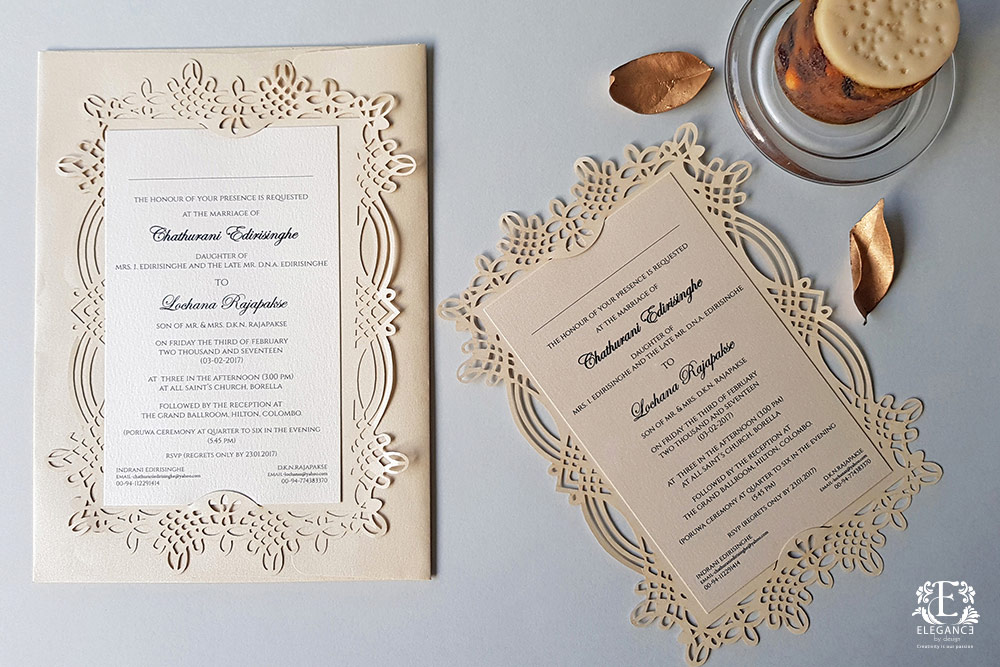 THE HONOUR OF YOUR PRESENCE IS REQUESTED
AT THE MARRIAGE OF
Chathurani Edirisinghe
DAUGHTER OF
MRS. I. EDIRISINGHE AND THE LATE MR. D.N.A. EDIRISINGHE
TO
Lochana Rajapakse
SON OF MR. & MRS. D.K.N. RAJAPAKSE
ON FRIDAY THE THIRD OF FEBRUARY
TWO THOUSAND AND SEVENTEEN
(03-02-2017)
AT THREE IN THE AFTERNOON (3.00 PM)
AT ALL SAINT'S CHURCH, BORELLA
FOLLOWED BY THE RECEPTION AT
THE GRAND BALLROOM, HILTON, COLOMBO.
(PORUWA CEREMONY AT QUARTER TO SIX IN THE EVENING
(5.45 PM)
RSVP (REGRETS ONLY BY 23.01.2017)
INDRANI EDIRISINGHE
EMAIL-chathuraniedirisinghe@yahoo.com
00-94-112291414
D.K.N.RAJAPAKSE
EMAIL-lochanas@yahoo.com
00-94-774383370
THE HONOUR OF YOUR PRESENCE IS REQUESTED
AT THE MARRIAGE OF
Chathurani Edirisinghe
DAUGHTER OF
MRS. I. EDIRISINGHE AND THE LATE MR. D.N.A. EDIRISINGHE
TO
Lochana Rajapakse
SON OF MR. & MRS. D.K.N. RAJAPAKSE
ON FRIDAY THE THIRD OF FEBRUARY
TWO THOUSAND AND SEVENTEEN
(03-02-2017)
AT THREE IN THE AFTERNOON (3.00 PM)
AT ALL SAINT'S CHURCH, BORELLA
FOLLOWED BY THE RECEPTION AT
THE GRAND BALLROOM, HILTON, COLOMBO.
(PORUWA CEREMONY AT QUARTER TO SIX IN THE EVENING
(5.45 PM)
RSVP (REGRETS ONLY BY 23.01.2017)
INDRANI EDIRISINGHE
EMAIL-chathuraniedirisinghe@yahoo.com
00-94-112291414
D.K.N.RAJAPAKSE
EMAIL-lochanas@yahoo.com
00-94-774383370
E
ELEGANCE
by design
Creativity is our passion